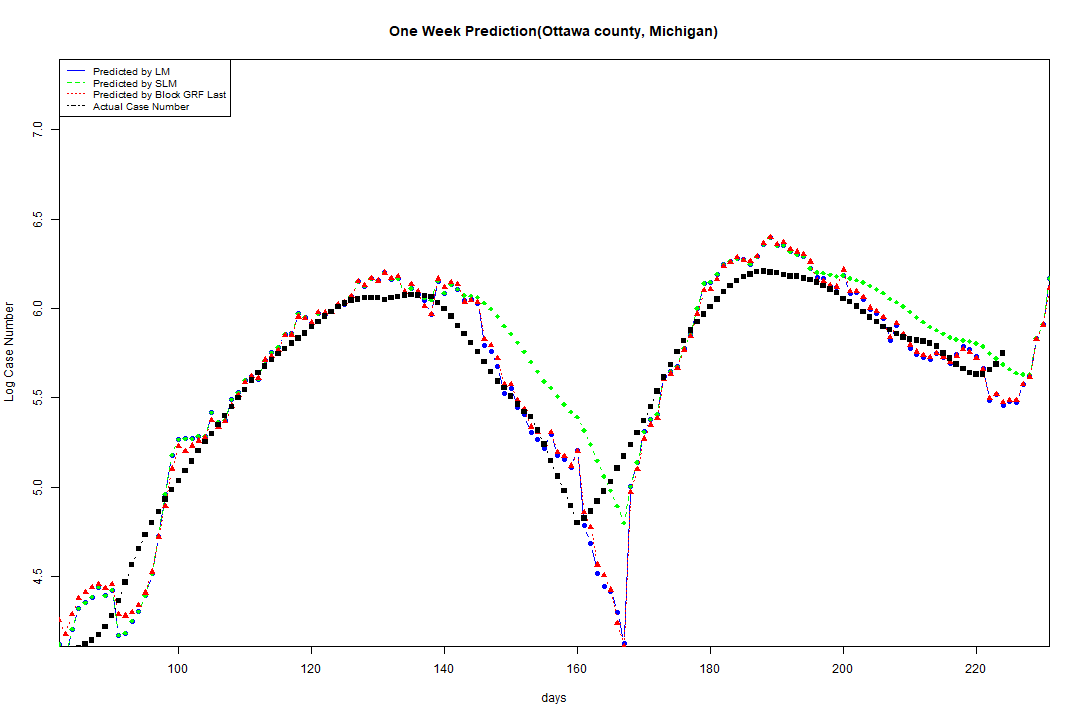 One Week Prediction(Ottawa county, Michigan)
Predicted by LM
Predicted by SLM
Predicted by Block GRF Last
Actual Case Number
7.0
6.5
6.0
5.5
5.0
4.5
Log Case Number
100 120 140 160 180 200 220
days